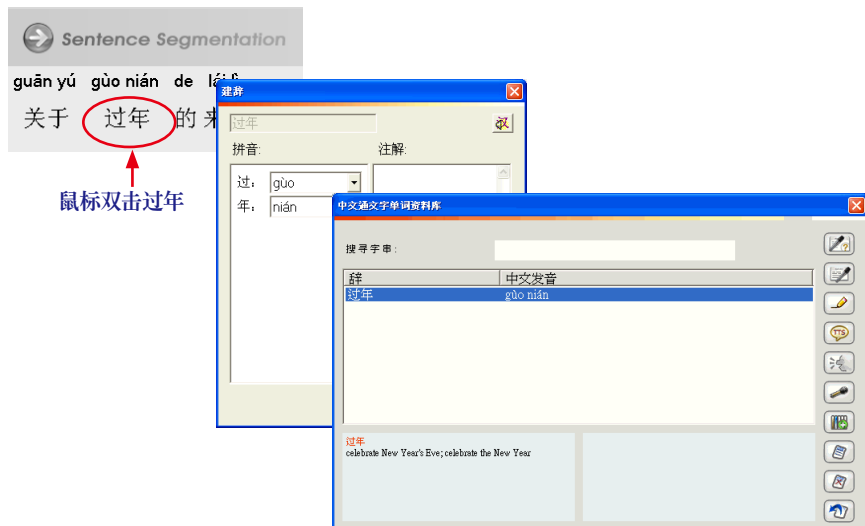 Sentence Segmentation
guān yú gùo nián de
关于 过年 的
鼠标双击过年
建辞
过年
拼音: 注解:
过: gùo
年: nián
中文通文字单词资料库
搜寻字串:
辞 中文发音
过年 gùo nián
过年
celebrate New Year's Eve; celebrate the New Year
TTS